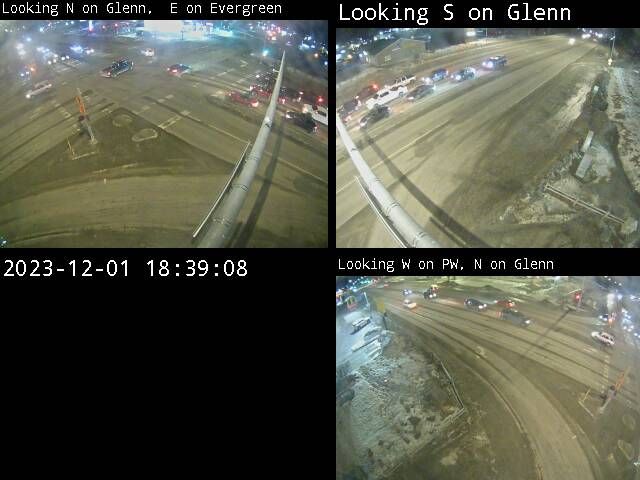 Looking N on Glenn,  E on Evergreen
Looking S on Glenn
2023-12-01 18:39:08
Looking W on PW, N on Glenn